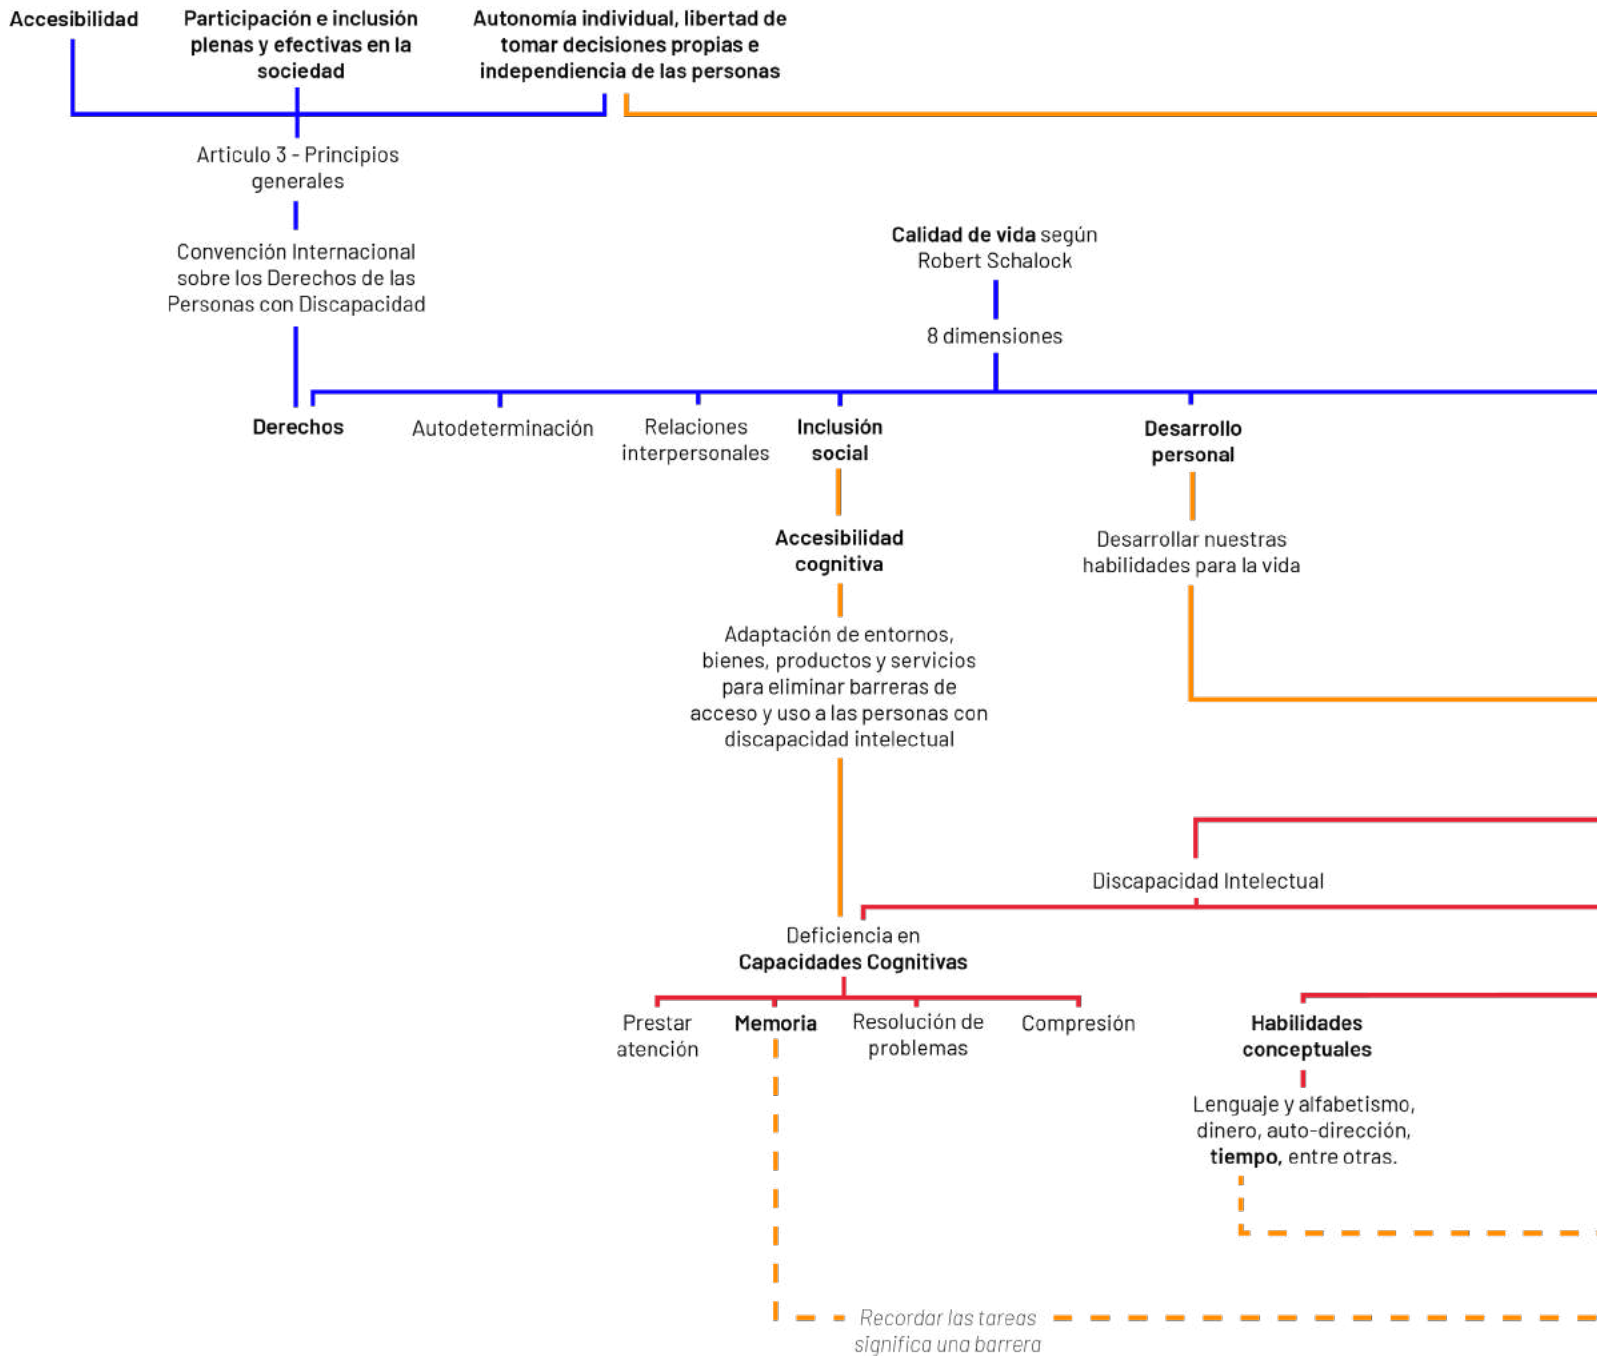 Accesibilidad
Participación e inclusión
plenas y efectivas en la
sociedad
Autonomía individual, libertad de
tomar decisiones propias e
independiencia de las personas
Articulo 3 - Principios
generales
Convención Internacional
sobre los Derechos de las
Personas con Discapacidad
Calidad de vida según
Robert Schalock
8 dimensiones
Derechos
Autodeterminación
Relaciones
interpersonales
Inclusión
social
Desarrollo
personal
Accesibilidad
cognitiva
Desarrollar nuestras
habilidades para la vida
Adaptación de entornos,
bienes, productos y servicios
para eliminar barreras de
acceso y uso a las personas con
discapacidad intelectual
Discapacidad Intelectual
Deficiencia en
Capacidades Cognitivas
Prestar
atención
Memoria
Resolución de
problemas
Compresión
Habilidades
conceptuales
Lenguaje y alfabetismo,
dinero, auto-dirección,
tiempo, entre otras.
Recordar las tareas
significa una barrera